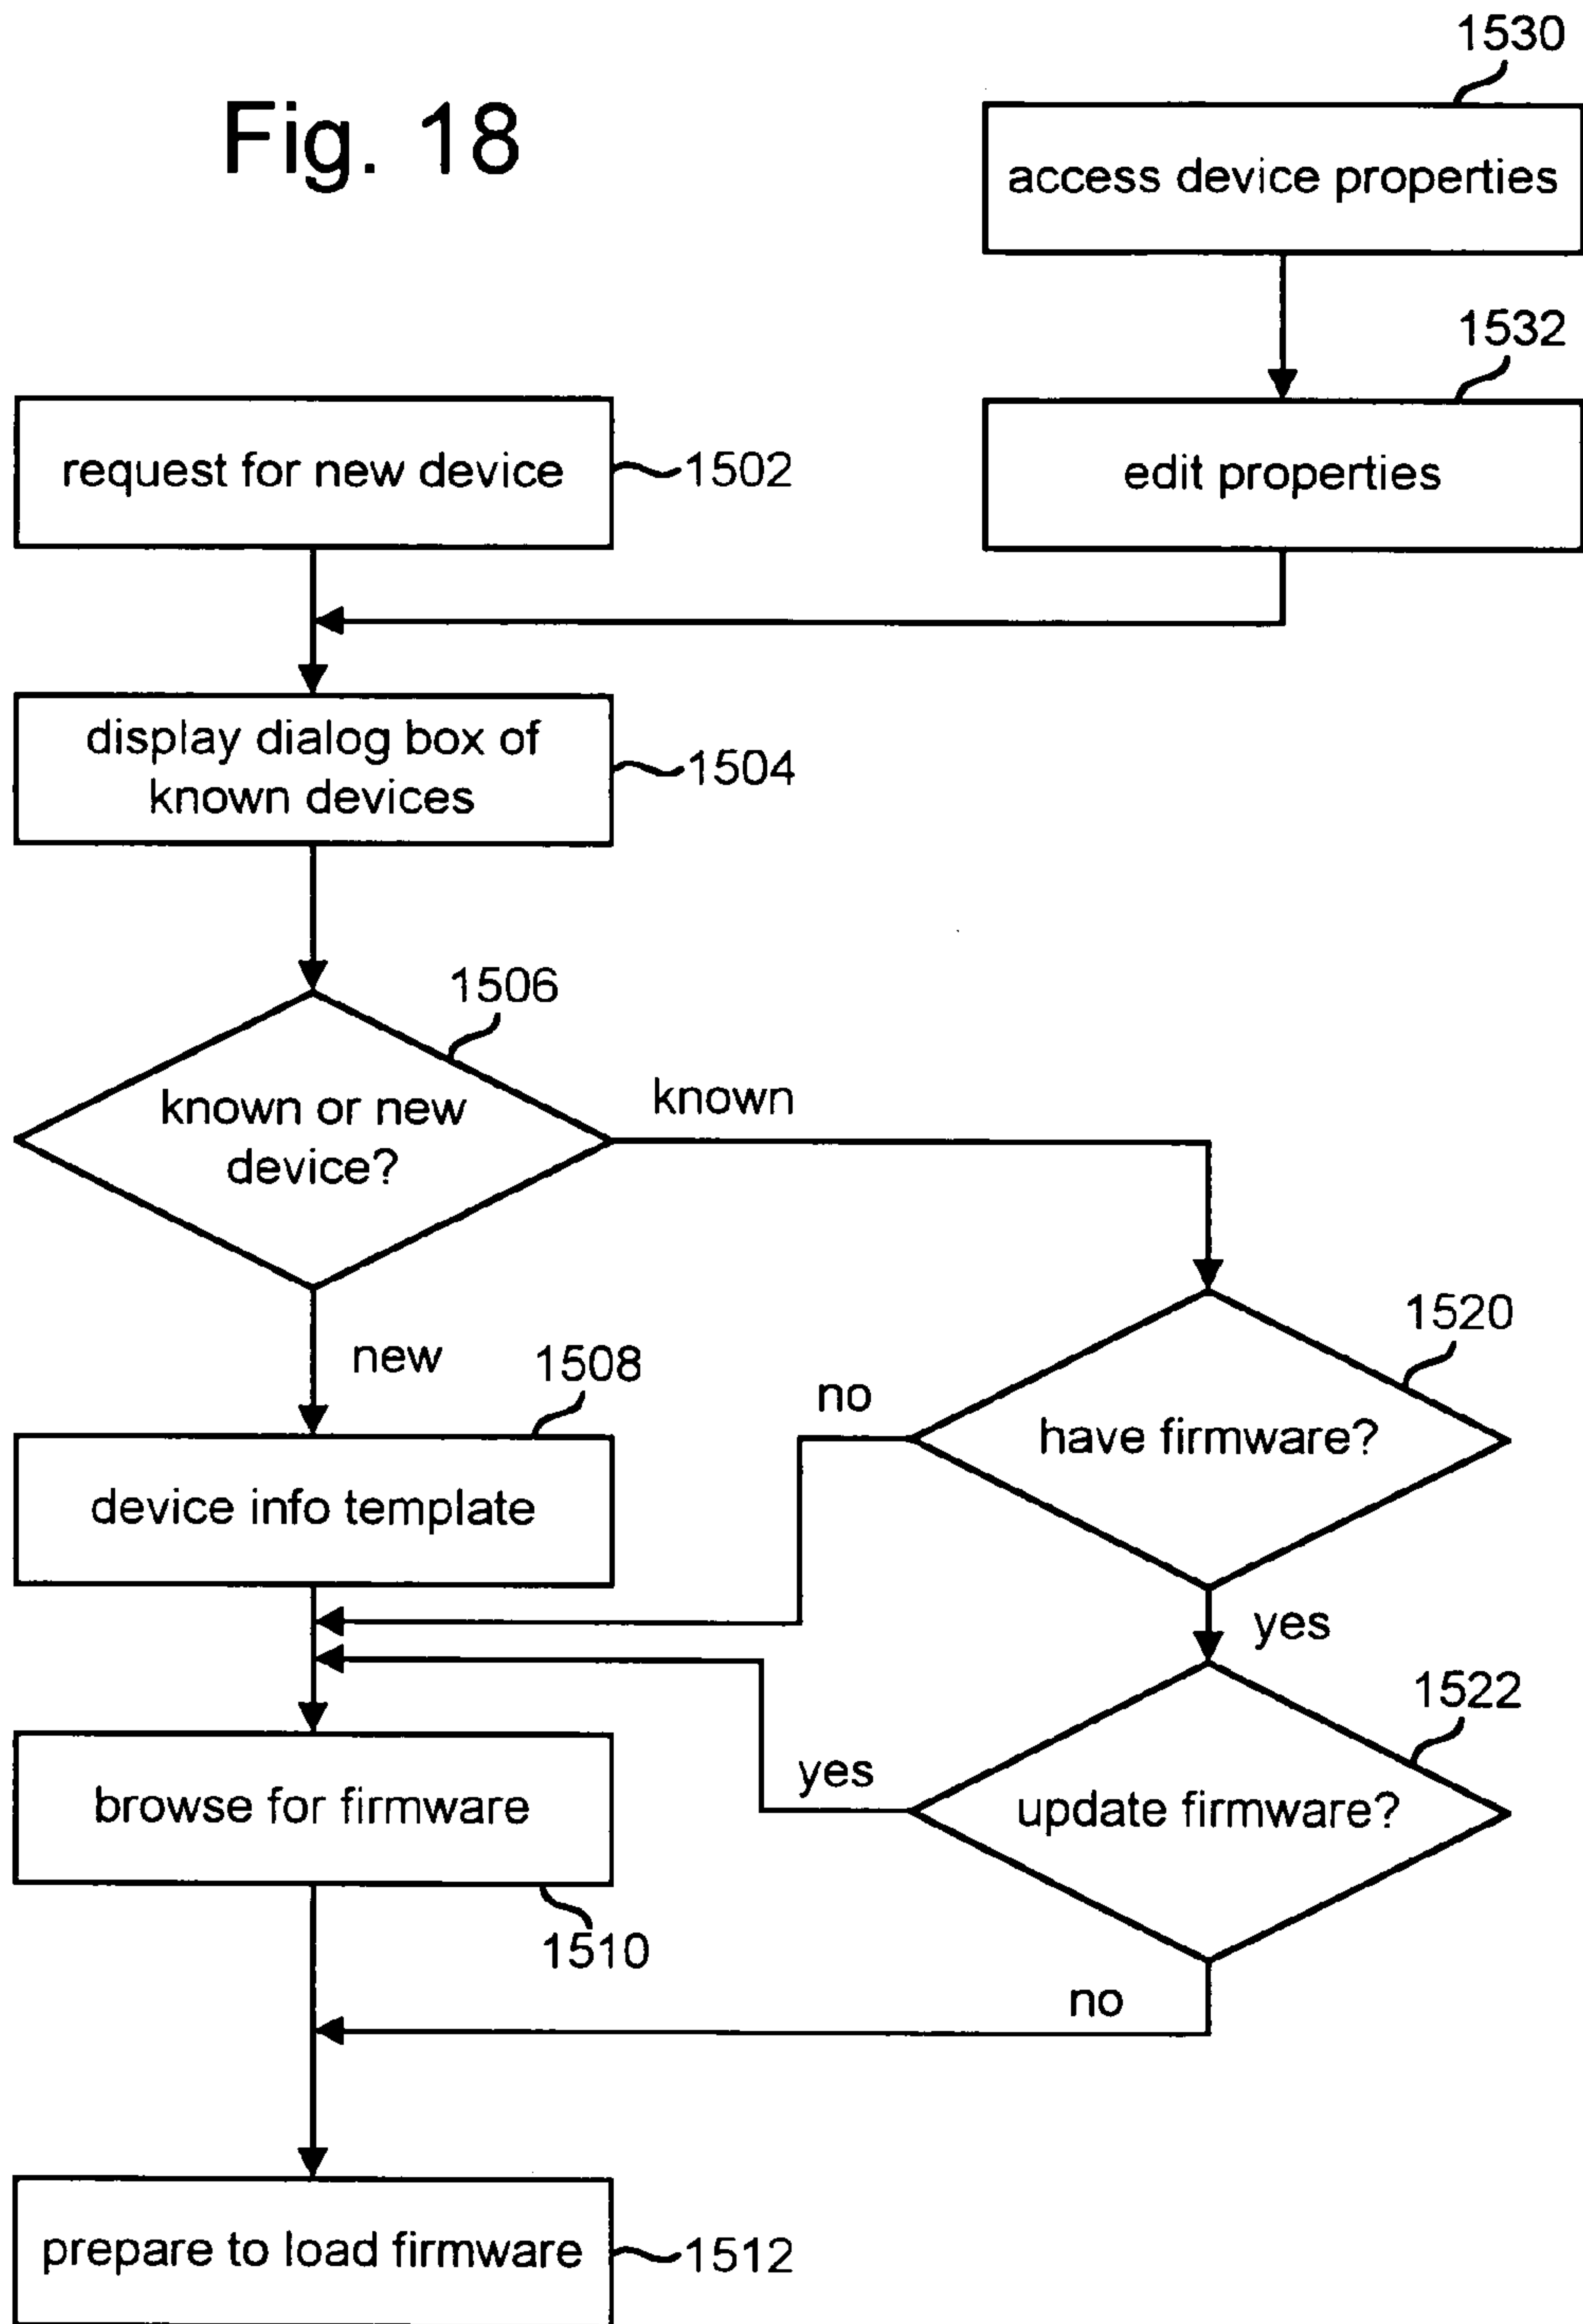 Fig. 18
1530
access device properties
1532
edit properties
request for new device
1502
display dialog box of
known devices
1504
1506
known or new
device?
known
new
1508
device info template
1520
have firmware?
no
yes
1522
update firmware?
yes
browse for firmware
1510
no
prepare to load firmware
1512